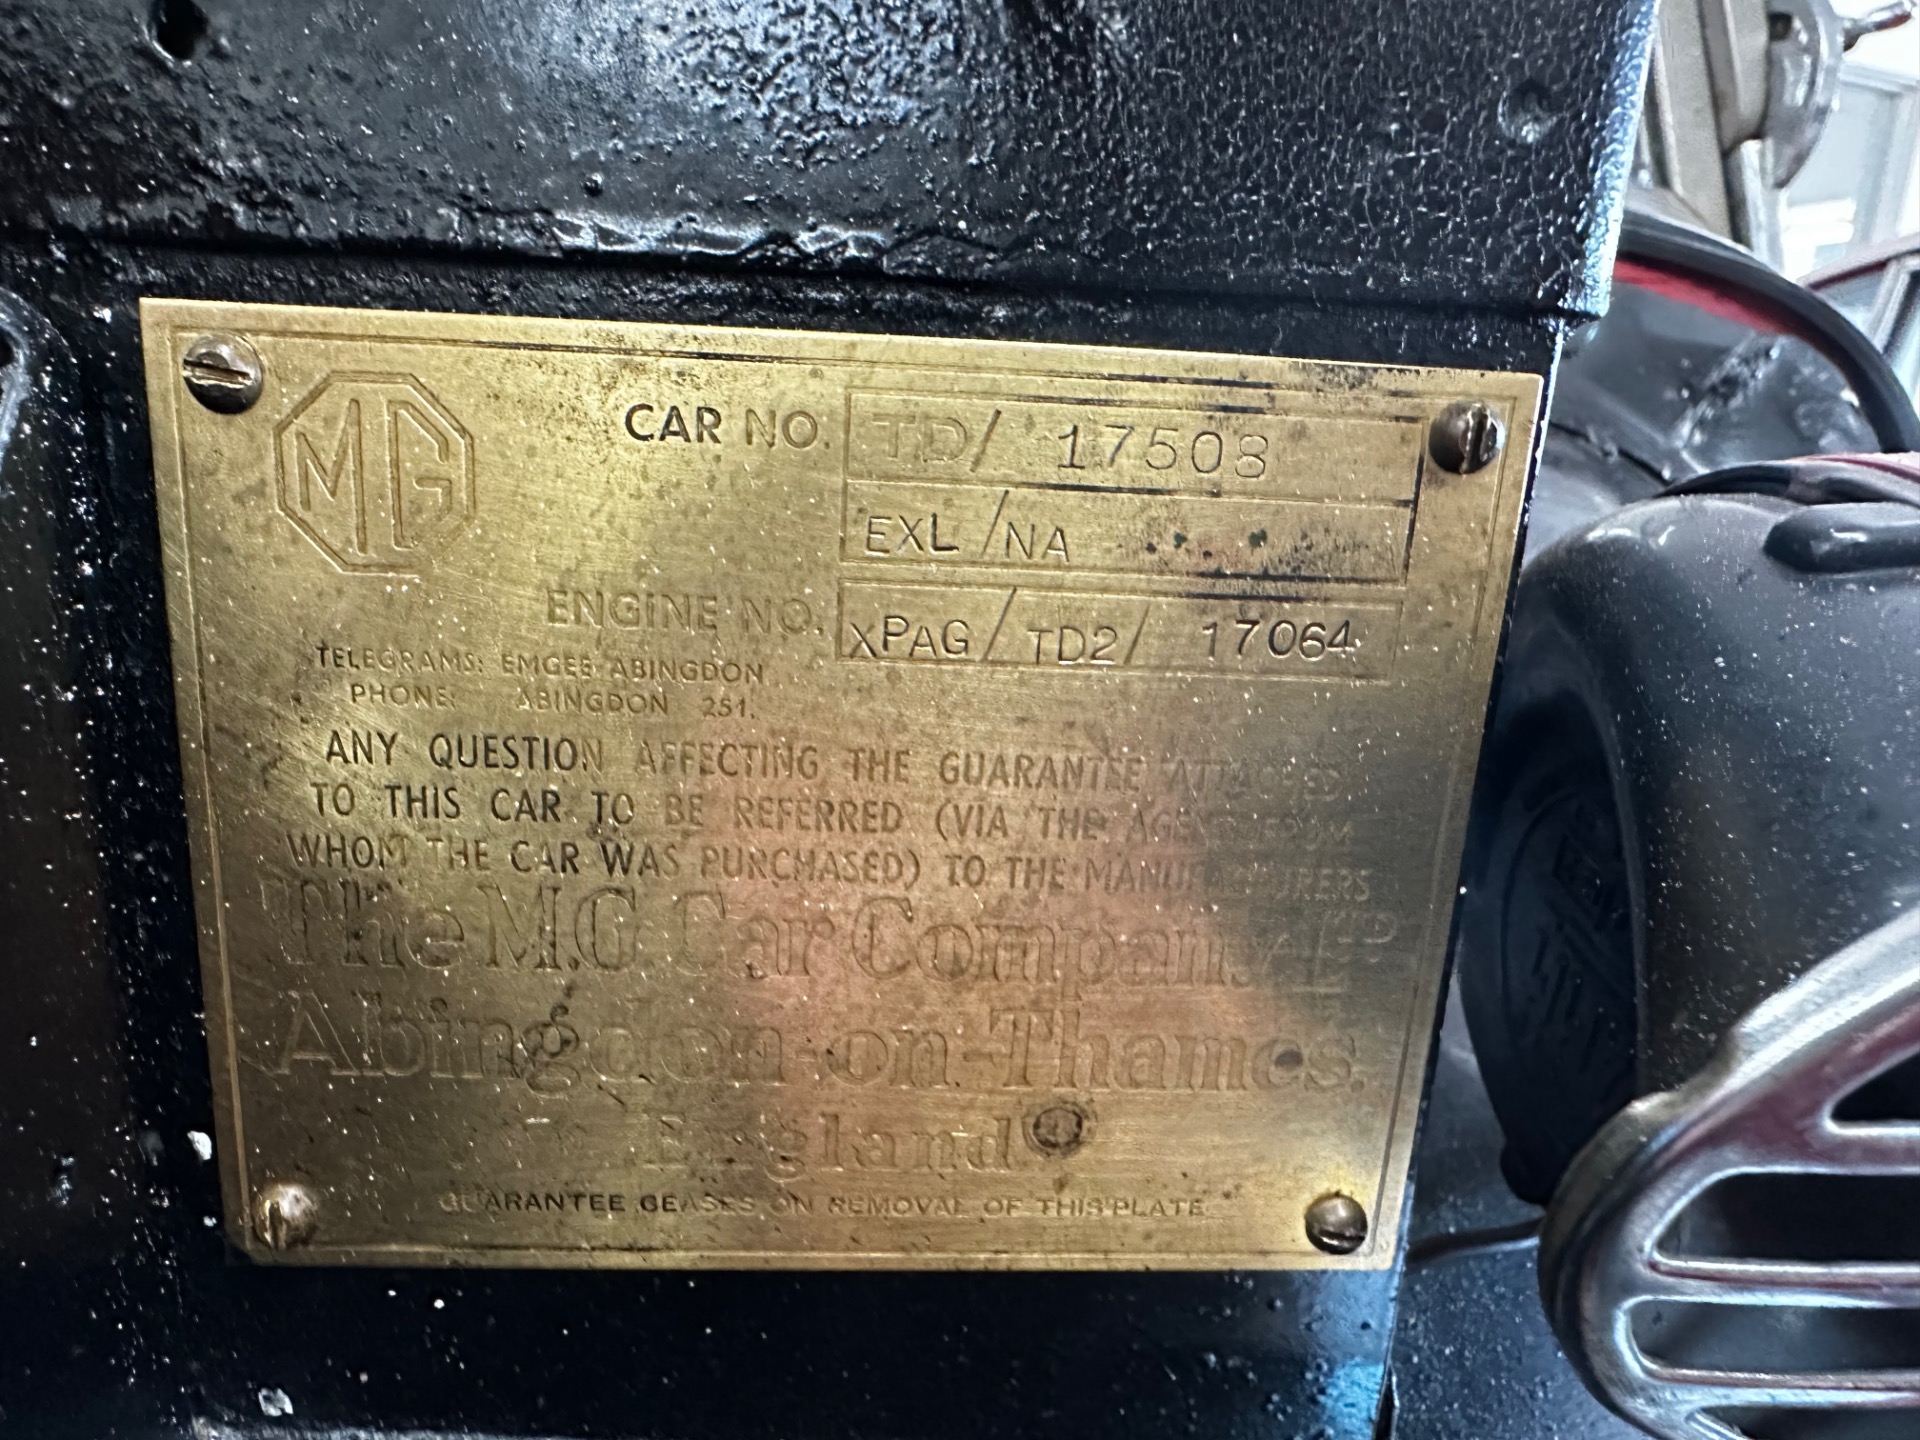 MG
CAR NO. TD/ 17508
EXL/NA
ENGINE NO. XPAG/TD2/ 17064
TELEGRAMS: EMGEE ABINGDON
PHONE: ABINGDON 251.
ANY QUESTION AFFECTING THE GUARANTEE ATTACHED
TO THIS CAR TO BE REFERRED (VIA THE AGENT FROM
WHOM THE CAR WAS PURCHASED) TO THE MANUFACTURERS
The M.G. Car Company LTD
Abingdon-on-Thames.
England
GUARANTEE CEASES ON REMOVAL OF THIS PLATE.